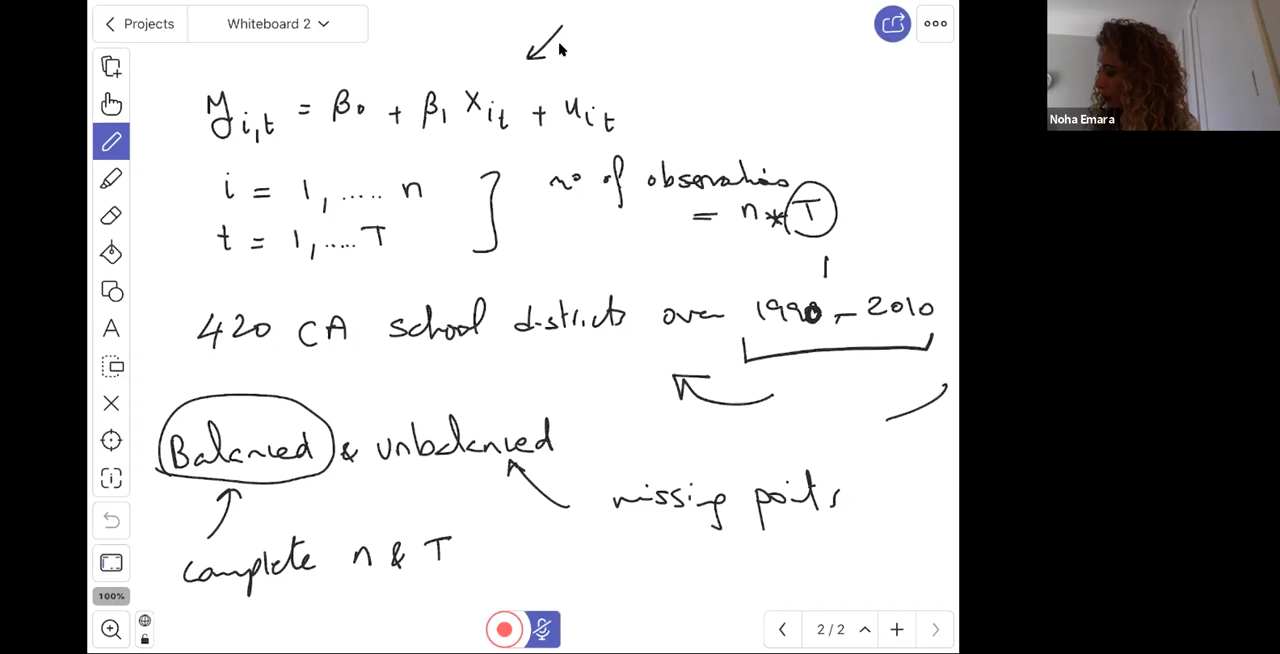 Projects
Whiteboard 2
Noha Emara
y i,t = β0 + β1 Xit + uit
i = 1, ..... n
t = 1, ..... T
no of observations
= n * T
420 CA school districts over 1990 - 2010
Balanced & unbalanced
missing points
complete n & T
100%
A
2/2